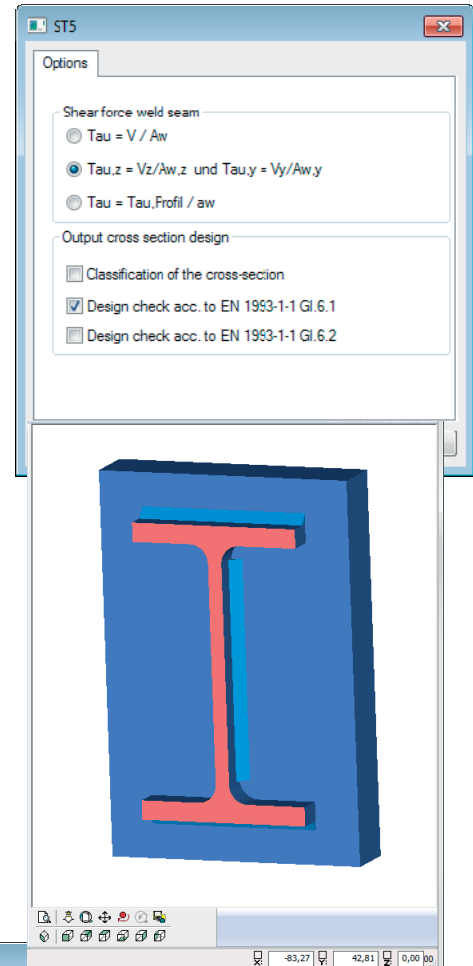 ST5
Options
Shear force weld seam
Tau = V / Aw
Tau,z = Vz/Aw,z und Tau,y = Vy/Aw,y
Tau = Tau,Frofil / aw
Output cross section design
Classification of the cross-section
Design check acc. to EN 1993-1-1 Gl.6.1
Design check acc. to EN 1993-1-1 Gl.6.2
X: -83,27 Y: 42,81 Z: 0,00 00